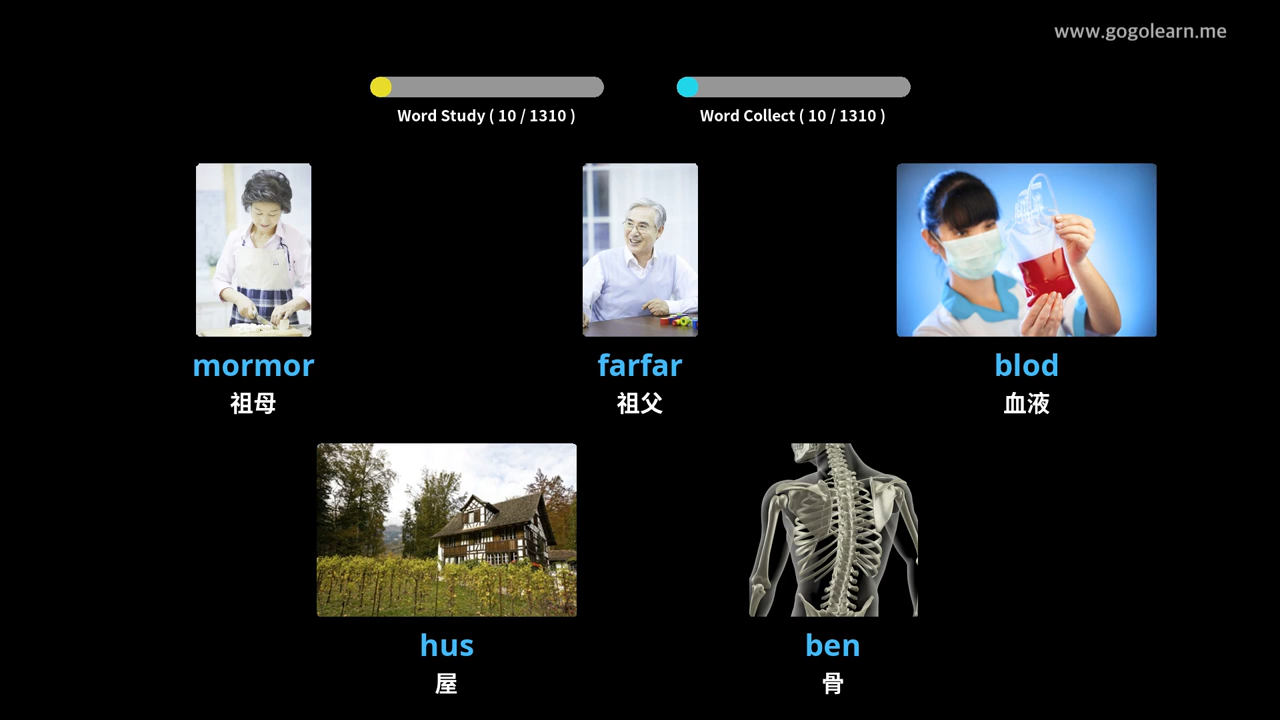 www.gogolearn.me
Word Study ( 10 / 1310 )
Word Collect ( 10 / 1310 )
mormor
祖母
farfar
祖父
blod
血液
hus
屋
ben
骨